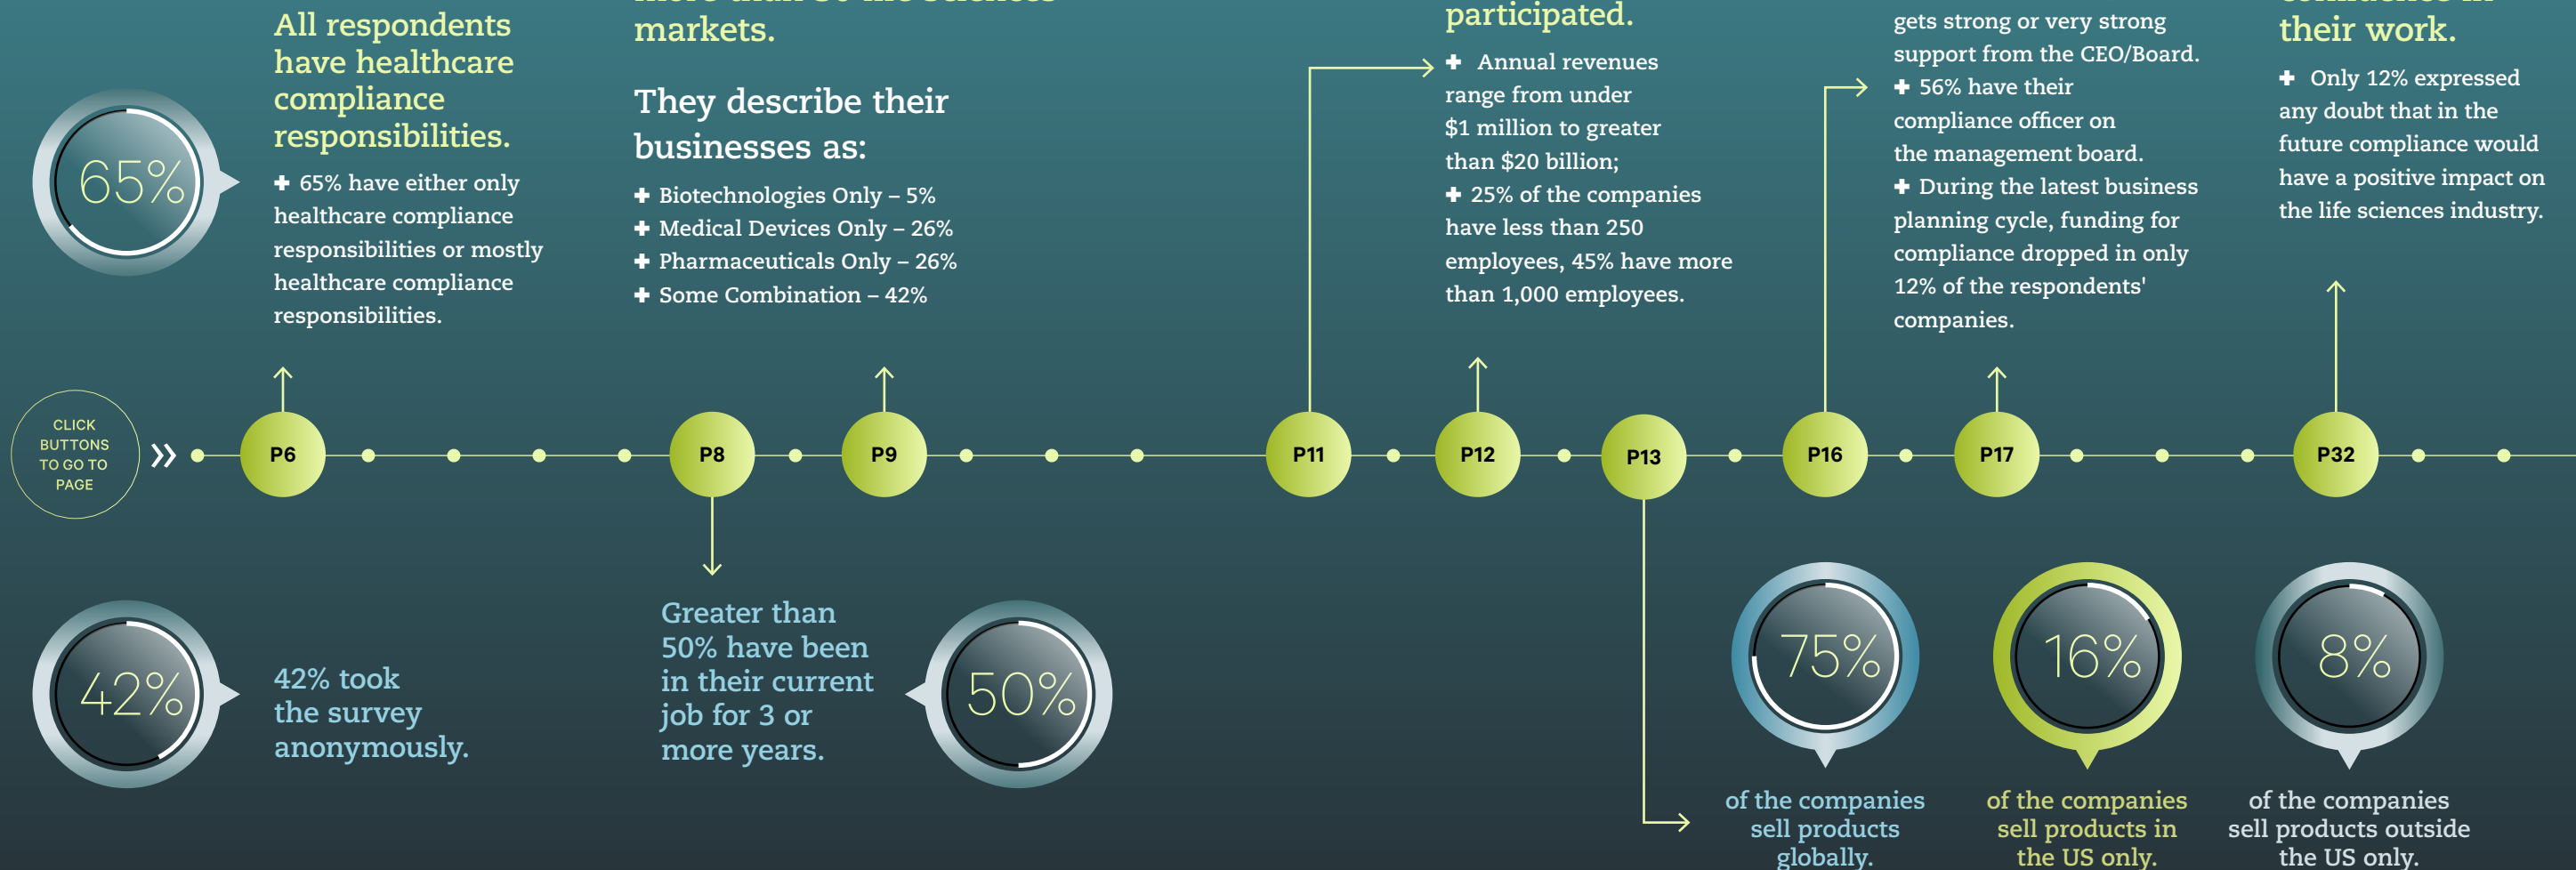 All respondents
have healthcare
compliance
responsibilities.
65%
✚ 65% have either only
healthcare compliance
responsibilities or mostly
healthcare compliance
responsibilities.
more than 30 life sciences
markets.
They describe their
businesses as:
✚ Biotechnologies Only – 5%
✚ Medical Devices Only – 26%
✚ Pharmaceuticals Only – 26%
✚ Some Combination – 42%
participated.
✚ Annual revenues
range from under
$1 million to greater
than $20 billion;
✚ 25% of the companies
have less than 250
employees, 45% have more
than 1,000 employees.
gets strong or very strong
support from the CEO/Board.
✚ 56% have their
compliance officer on
the management board.
✚ During the latest business
planning cycle, funding for
compliance dropped in only
12% of the respondents'
companies.
confidence in
their work.
✚ Only 12% expressed
any doubt that in the
future compliance would
have a positive impact on
the life sciences industry.
CLICK
BUTTONS
TO GO TO
PAGE
P6
P8
P9
P11
P12
P13
P16
P17
P32
42%
42% took
the survey
anonymously.
Greater than
50% have been
in their current
job for 3 or
more years.
50%
75%
of the companies
sell products
globally.
16%
of the companies
sell products in
the US only.
8%
of the companies
sell products outside
the US only.